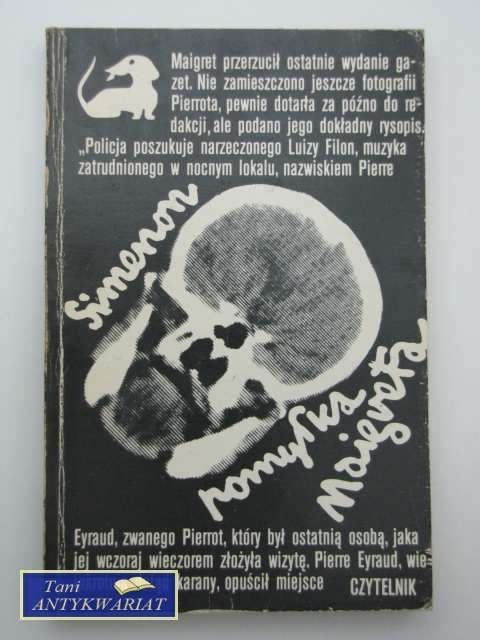 Maigret przerzucił ostatnie wydanie ga-
zet. Nie zamieszczono jeszcze fotografii
Pierrota, pewnie dotarła za późno do re-
dakcji, ale podano jego dokładny rysopis.
„Policja poszukuje narzeczonego Luizy Filon, muzyka
zatrudnionego w nocnym lokalu, nazwiskiem Pierre
Simenon
pomyłka
Maigreta
Eyraud, zwanego Pierrot, który był ostatnią osobą, jaka
jej wczoraj wieczorem złożyła wizytę. Pierre Eyraud, wie-
karany, opuścił miejsce
CZYTELNIK
Tani
ANTYKWARIAT